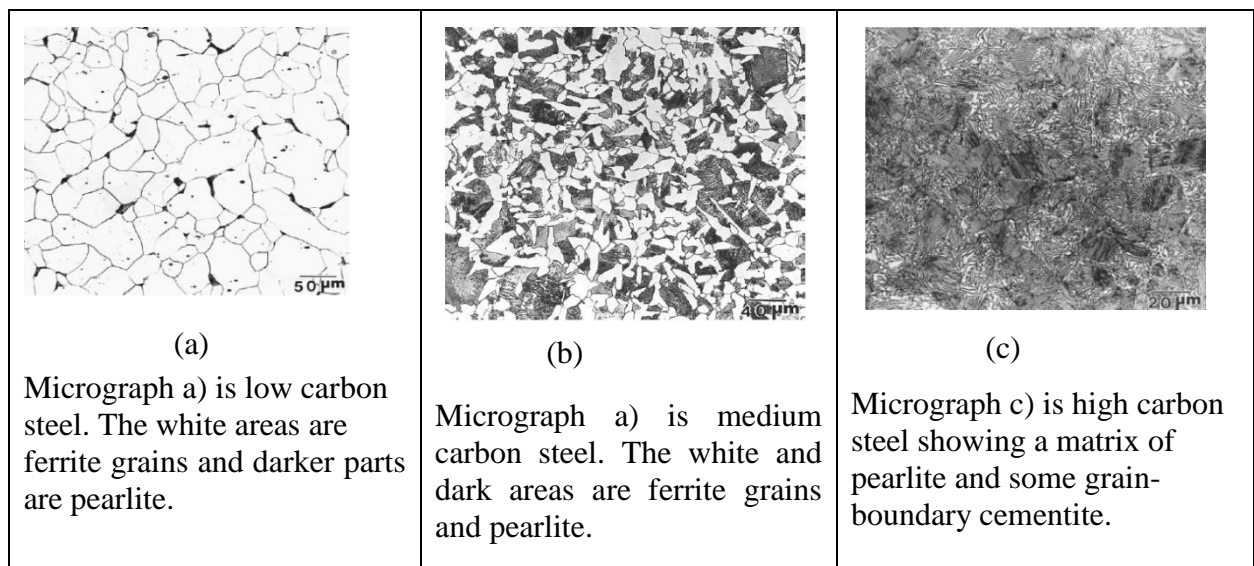 50 µm
(a)
Micrograph a) is low carbon
steel. The white areas are
ferrite grains and darker parts
are pearlite.
40 µm
(b)
Micrograph a) is medium
carbon steel. The white and
dark areas are ferrite grains
and pearlite.
20 µm
(c)
Micrograph c) is high carbon
steel showing a matrix of
pearlite and some grain-
boundary cementite.